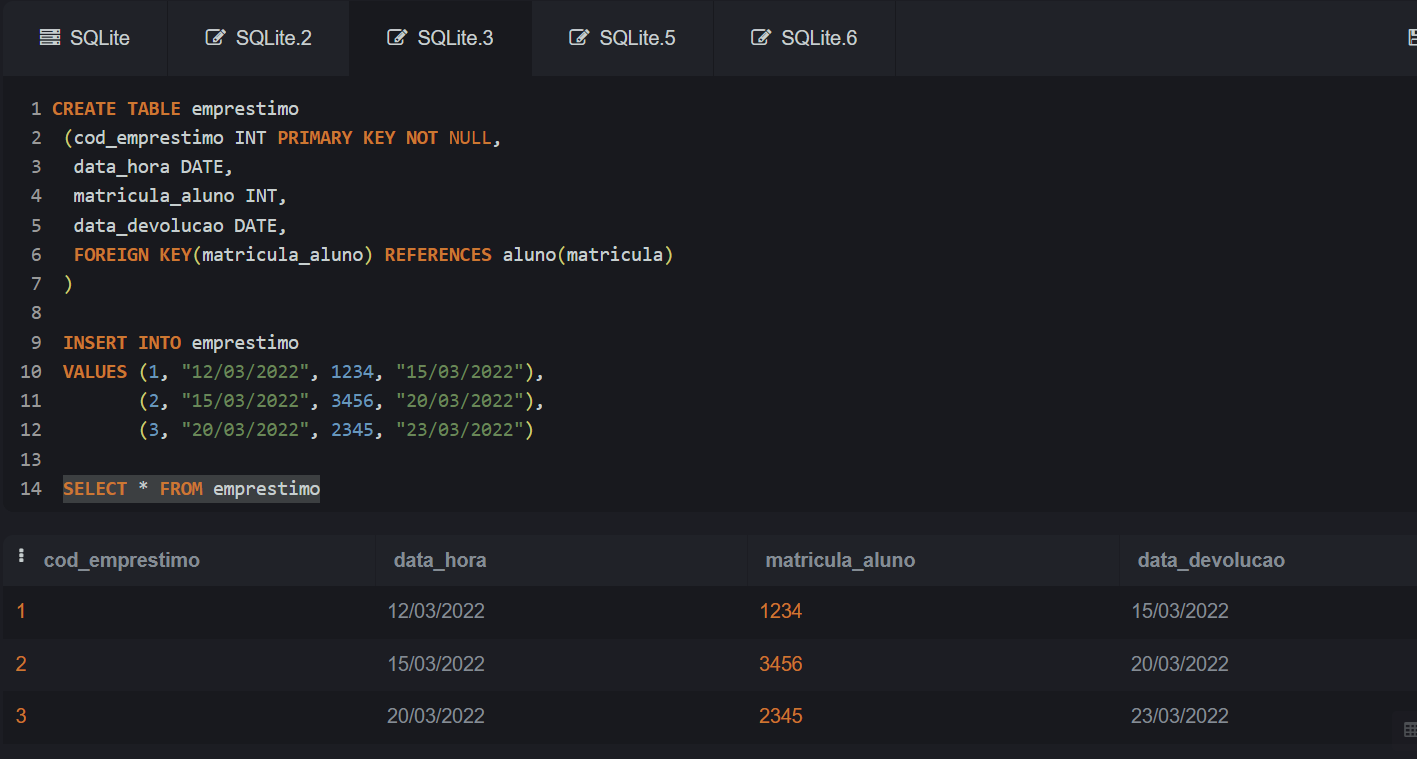 SQLite SQLite.2 SQLite.3 SQLite.5 SQLite.6
1 CREATE TABLE emprestimo
2 (cod_emprestimo INT PRIMARY KEY NOT NULL,
3 data_hora DATE,
4 matricula_aluno INT,
5 data_devolucao DATE,
6 FOREIGN KEY(matricula_aluno) REFERENCES aluno(matricula)
7 )
8
9 INSERT INTO emprestimo
10 VALUES (1, "12/03/2022", 1234, "15/03/2022"),
11 (2, "15/03/2022", 3456, "20/03/2022"),
12 (3, "20/03/2022", 2345, "23/03/2022")
13
14 SELECT * FROM emprestimo
cod_emprestimo data_hora matricula_aluno data_devolucao
1 12/03/2022 1234 15/03/2022
2 15/03/2022 3456 20/03/2022
3 20/03/2022 2345 23/03/2022